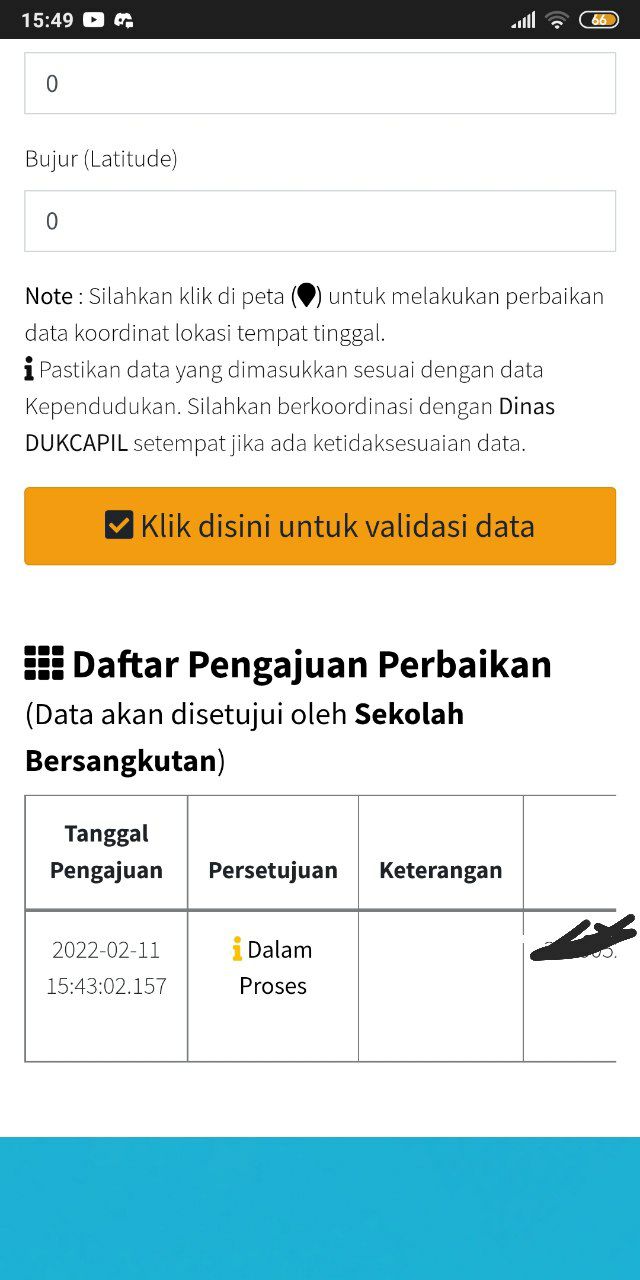 15:49
66
0
Bujur (Latitude)
0
Note : Silahkan klik di peta () untuk melakukan perbaikan
data koordinat lokasi tempat tinggal.
Pastikan data yang dimasukkan sesuai dengan data
Kependudukan. Silahkan berkoordinasi dengan Dinas
DUKCAPIL setempat jika ada ketidaksesuaian data.
Klik disini untuk validasi data
Daftar Pengajuan Perbaikan
(Data akan disetujui oleh Sekolah
Bersangkutan)
Tanggal
Pengajuan
Persetujuan
Keterangan
2022-02-11
15:43:02.157
Dalam
Proses